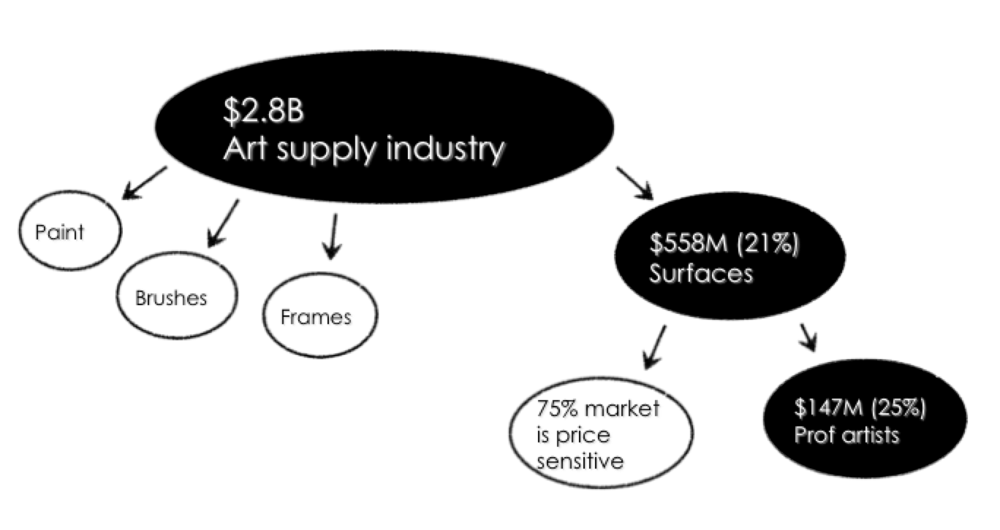 $2.8B
Art supply industry
Paint
Brushes
Frames
$558M (21%)
Surfaces
75% market
is price
sensitive
$147M (25%)
Prof artists